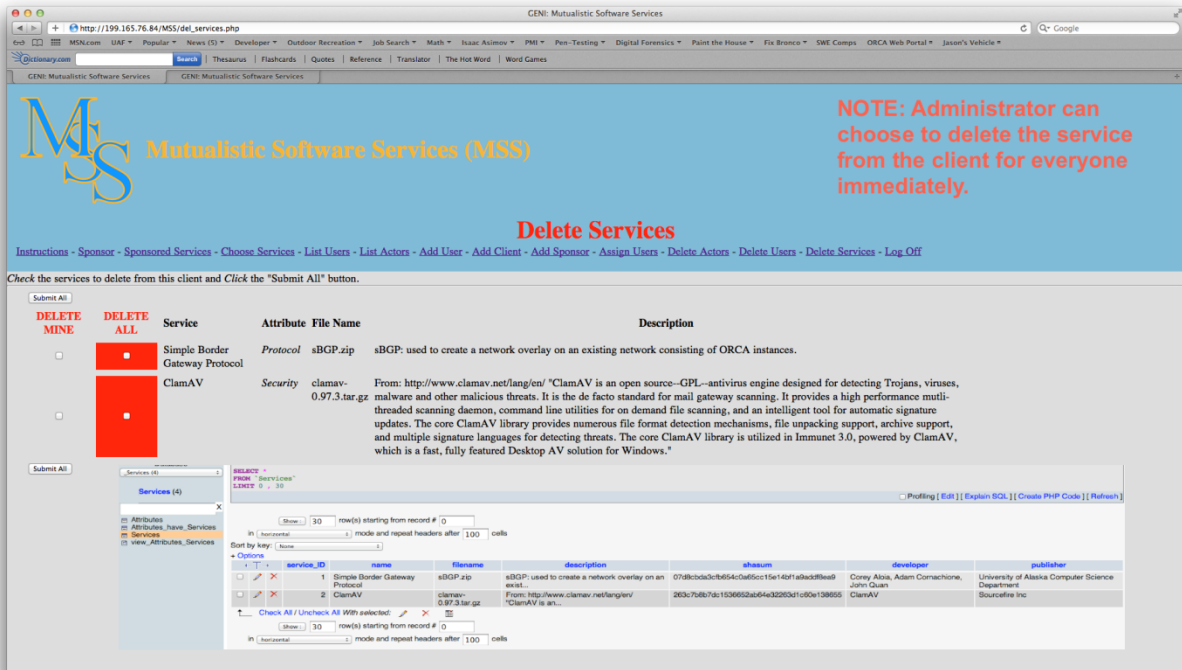 GENI: Mutualistic Software Services
http://199.165.76.84/MSS/del_services.php
Google
MSN.com UAF Popular News (5) Developer Outdoor Recreation Job Search Math Isaac Asimov PMI Pen-Testing Digital Forensics Paint the House Fix Bronco SWE Comps ORCA Web Portal Jason's Vehicle
Dictionary.com Search Thesaurus Flashcards Quotes Reference Translator The Hot Word Word Games
GENI: Mutualistic Software Services GENI: Mutualistic Software Services
MSS
Mutualistic Software Services (MSS)
NOTE: Administrator can
choose to delete the service
from the client for everyone
immediately.
Delete Services
Instructions - Sponsor - Sponsored Services - Choose Services - List Users - List Actors - Add User - Add Client - Add Sponsor - Assign Users - Delete Actors - Delete Users - Delete Services - Log Off
Check the services to delete from this client and Click the "Submit All" button.
Submit All
DELETE MINE DELETE ALL Service Attribute File Name Description
Simple Border Gateway Protocol Protocol sBGP.zip sBGP: used to create a network overlay on an existing network consisting of ORCA instances.
ClamAV Security clamav-0.97.3.tar.gz From: http://www.clamav.net/lang/en/ "ClamAV is an open source--GPL--antivirus engine designed for detecting Trojans, viruses,
malware and other malicious threats. It is the de facto standard for mail gateway scanning. It provides a high performance mutli-
threaded scanning daemon, command line utilities for on demand file scanning, and an intelligent tool for automatic signature
updates. The core ClamAV library provides numerous file format detection mechanisms, file unpacking support, archive support,
and multiple signature languages for detecting threats. The core ClamAV library is utilized in Immunet 3.0, powered by ClamAV,
which is a fast, fully featured Desktop AV solution for Windows."
Submit All
_Services (4)
Services (4)
X
Attributes
Attributes_have_Services
Services
view_Attributes_Services
SELECT *
FROM `Services`
LIMIT 0 , 30
Profiling [ Edit ] [ Explain SQL ] [ Create PHP Code ] [ Refresh ]
Show : 30 row(s) starting from record # 0
in horizontal mode and repeat headers after 100 cells
Sort by key: None
+ Options
service_ID name filename description shasum developer publisher
1 Simple Border Gateway Protocol sBGP.zip sBGP: used to create a network overlay on an exist... 07d8cbda3cfb654c0a65cc15e14bf1a9addf8ea9 Corey Aloia, Adam Cornachione, John Quan University of Alaska Computer Science Department
2 ClamAV clamav-0.97.3.tar.gz From: http://www.clamav.net/lang/en/ "ClamAV is an... 263c7b8b7dc1536652ab64e32263d1c60e138655 ClamAV Sourcefire Inc
Check All / Uncheck All With selected:
Show : 30 row(s) starting from record # 0
in horizontal mode and repeat headers after 100 cells